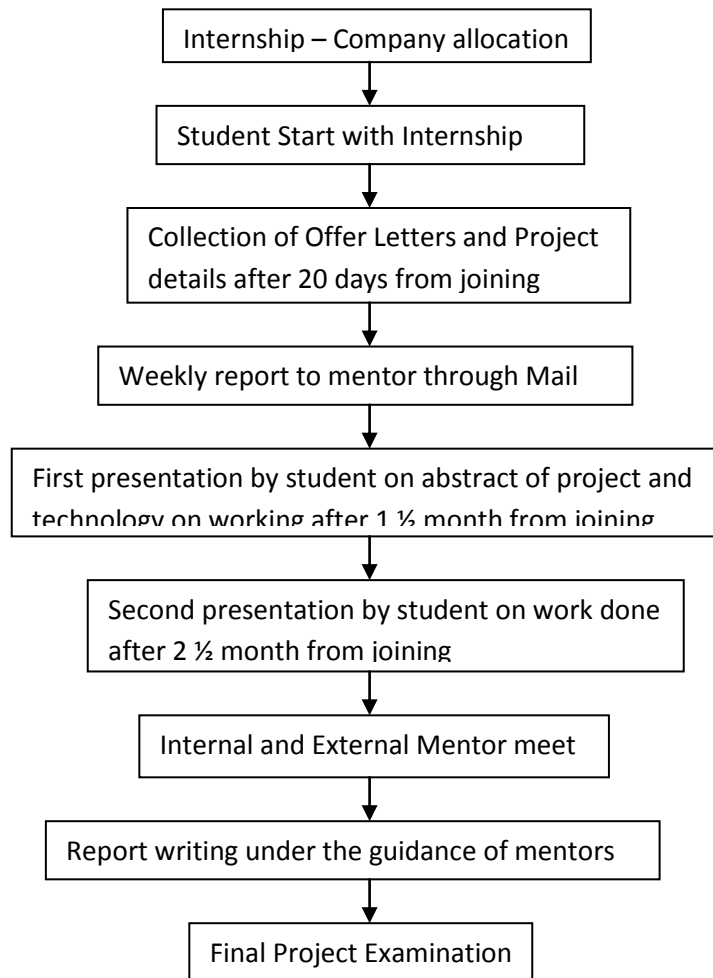 Internship – Company allocation
Student Start with Internship
Collection of Offer Letters and Project
details after 20 days from joining
Weekly report to mentor through Mail
First presentation by student on abstract of project and
technology on working after 1 ½ month from joining
Second presentation by student on work done
after 2 ½ month from joining
Internal and External Mentor meet
Report writing under the guidance of mentors
Final Project Examination